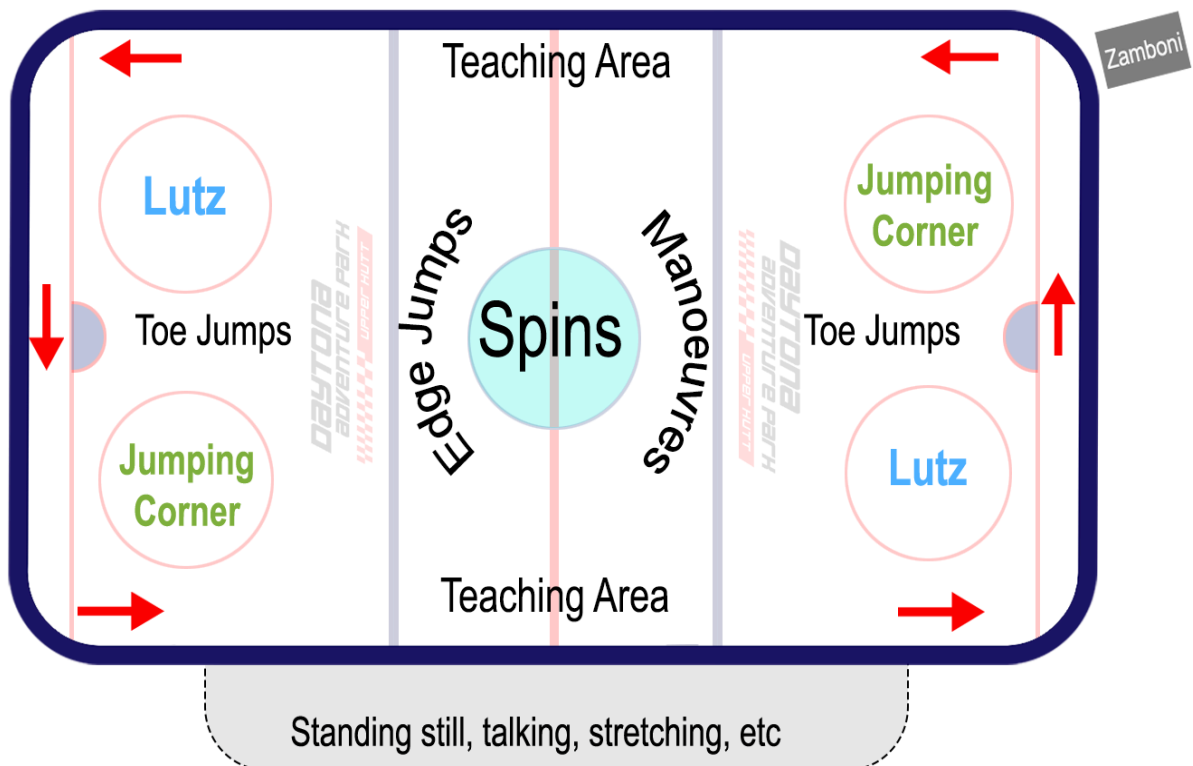 Teaching Area
Zamboni
Lutz
Jumping
Corner
Edge Jumps
Manoeuvres
DAYTONA
ADVENTURE PARK
UPPER HUTT
Spins
Toe Jumps
Toe Jumps
DAYTONA
ADVENTURE PARK
UPPER HUTT
Jumping
Corner
Lutz
Teaching Area
Standing still, talking, stretching, etc